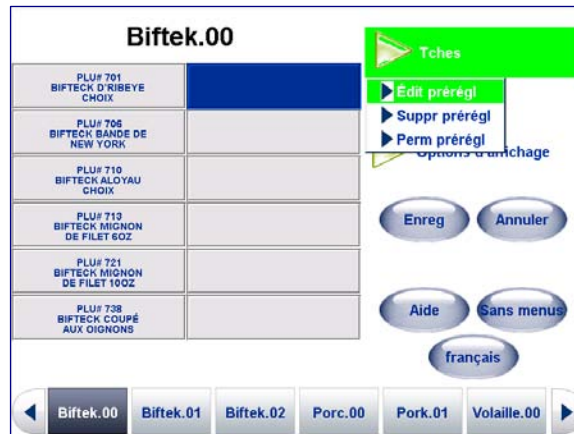 Biftek.00
Tches
PLU# 701
BIFTECK D'RIBEYE
CHOIX
Édit prérégl
Suppr prérégl
Perm prérégl
Options d'affichage
PLU# 706
BIFTECK BANDE DE
NEW YORK
PLU# 710
BIFTECK ALOYAU
CHOIX
PLU# 713
BIFTECK MIGNON
DE FILET 6OZ
PLU# 721
BIFTECK MIGNON
DE FILET 10OZ
PLU# 738
BIFTECK COUPÉ
AUX OIGNONS
Enreg
Annuler
Aide
Sans menus
français
Biftek.00
Biftek.01
Biftek.02
Porc.00
Pork.01
Volaille.00